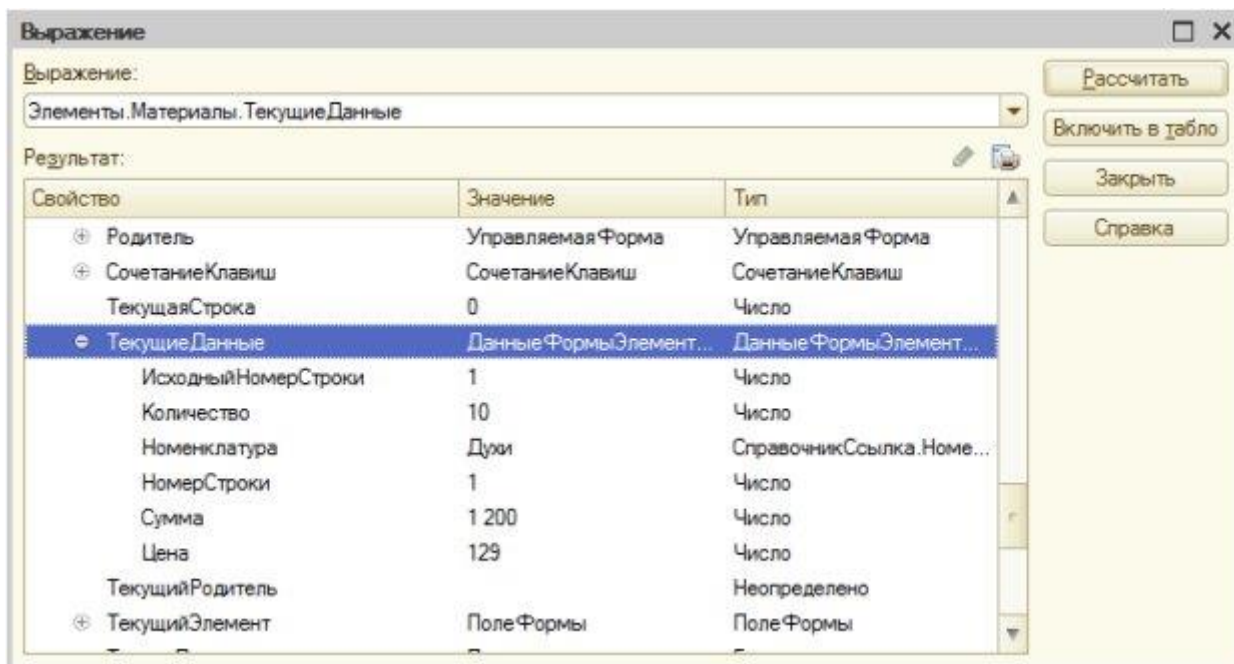 Выражение
Выражение:
Рассчитать
Элементы.Материалы.ТекущиеДанные
Включить в табло
Результат:
Закрыть
Свойство Значение Тип
Справка
Родитель УправляемаяФорма УправляемаяФорма
СочетаниеКлавиш СочетаниеКлавиш СочетаниеКлавиш
ТекущаяСтрока 0 Число
ТекущиеДанные ДанныеФормыЭлемент... ДанныеФормыЭлемент...
ИсходныйНомерСтроки 1 Число
Количество 10 Число
Номенклатура Духи СправочникСсылка.Номе...
НомерСтроки 1 Число
Сумма 1 200 Число
Цена 129 Число
ТекущийРодитель Неопределено
ТекущийЭлемент ПолеФормы ПолеФормы